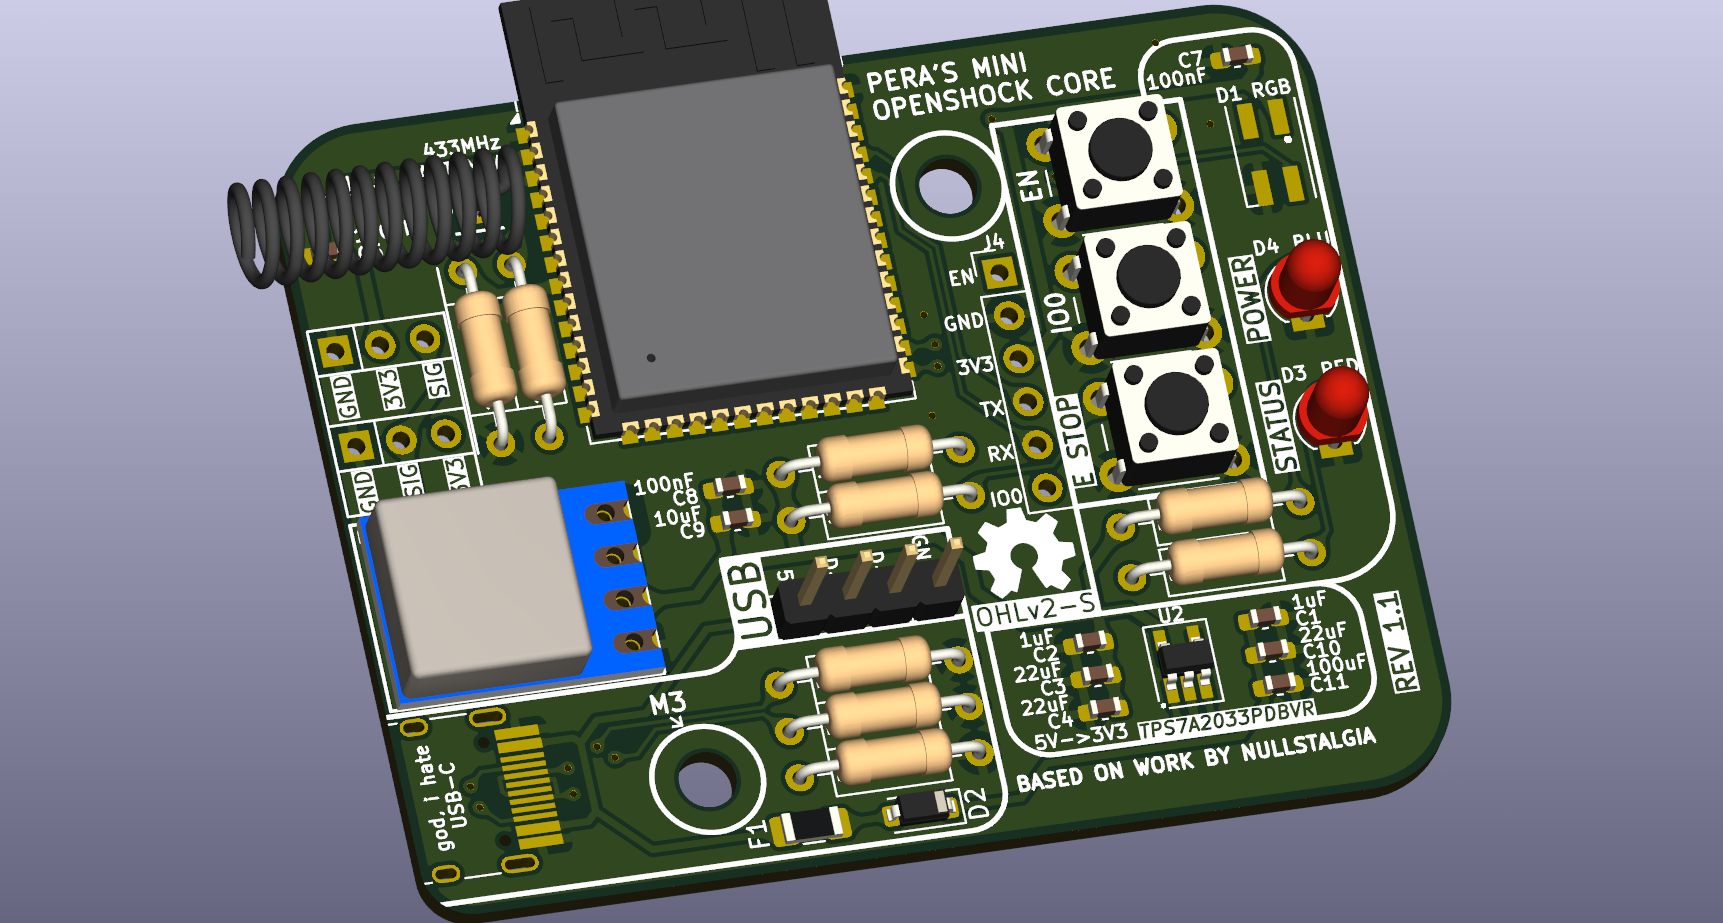 PERA'S MINI
OPENSHOCK CORE
C7
100nF
D1 RGB
433MHz
EN
J4
EN
GND
3V3
TX
RX
IO0
IO0
E STOP
POWER
D4 BLU
STATUS
D3 RED
GND
3V3
SIG
GND
SIG
3V3
100nF
C8
10uF
C9
USB
5
OHLv2-S
M3
god, i hate
USB-C
F1
D2
1uF
C2
22uF
C3
22uF
C4
5V->3V3
U2
TPS7A2033PDBVR
1uF
C1
22uF
C10
100uF
C11
REV 1.1
BASED ON WORK BY NULLSTALGIA